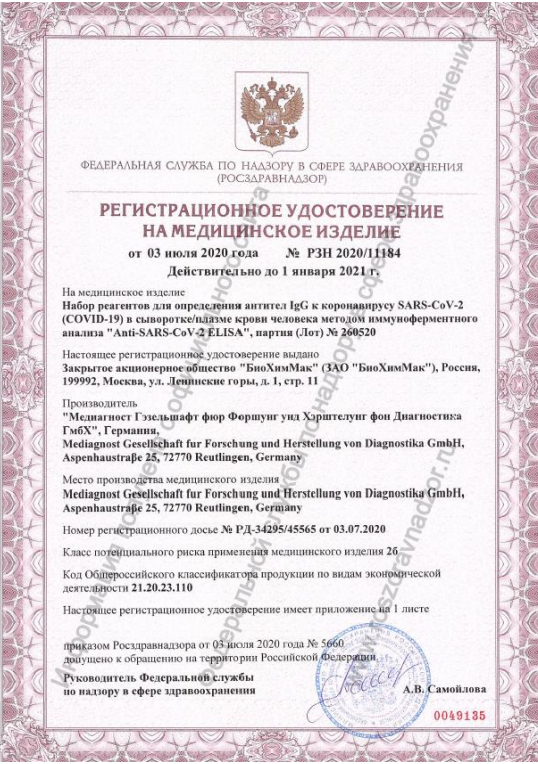 ФЕДЕРАЛЬНАЯ СЛУЖБА ПО НАДЗОРУ В СФЕРЕ ЗДРАВООХРАНЕНИЯ
(РОСЗДРАВНАДЗОР)
РЕГИСТРАЦИОННОЕ УДОСТОВЕРЕНИЕ
НА МЕДИЦИНСКОЕ ИЗДЕЛИЕ
от 03 июля 2020 года № РЗН 2020/11184
Действительно до 1 января 2021 г.
На медицинское изделие
Набор реагентов для определения антител IgG к коронавирусу SARS-CoV-2
(COVID-19) в сыворотке/плазме крови человека методом иммуноферментного
анализа "Anti-SARS-CoV-2 ELISA", партия (Лот) № 260520
Настоящее регистрационное удостоверение выдано
Закрытое акционерное общество "БиоХимМак" (ЗАО "БиоХимМак"), Россия,
199992, Москва, ул. Ленинские горы, д. 1, стр. 11
Производитель
"Медиагност Гэзельшафт фюр Форшунг унд Хэрштелунг фон Диагностика
ГмбХ", Германия,
Mediagnost Gesellschaft fur Forschung und Herstellung von Diagnostika GmbH,
Aspenhaustraße 25, 72770 Reutlingen, Germany
Место производства медицинского изделия
Mediagnost Gesellschaft fur Forschung und Herstellung von Diagnostika GmbH,
Aspenhaustraße 25, 72770 Reutlingen, Germany
Номер регистрационного досье № РД-34295/45565 от 03.07.2020
Класс потенциального риска применения медицинского изделия 2б
Код Общероссийского классификатора продукции по видам экономической
деятельности 21.20.23.110
Настоящее регистрационное удостоверение имеет приложение на 1 листе
приказом Росздравнадзора от 03 июля 2020 года № 5660
допущено к обращению на территории Российской Федерации.
Руководитель Федеральной службы
по надзору в сфере здравоохранения
А.В. Самойлова
0049135